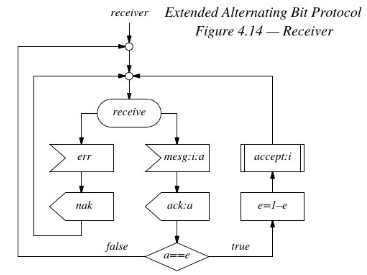 receiver
Extended Alternating Bit Protocol
Figure 4.14 — Receiver
receive
err
mesg:i:a
accept:i
nak
ack:a
e=1–e
false
a==e
true